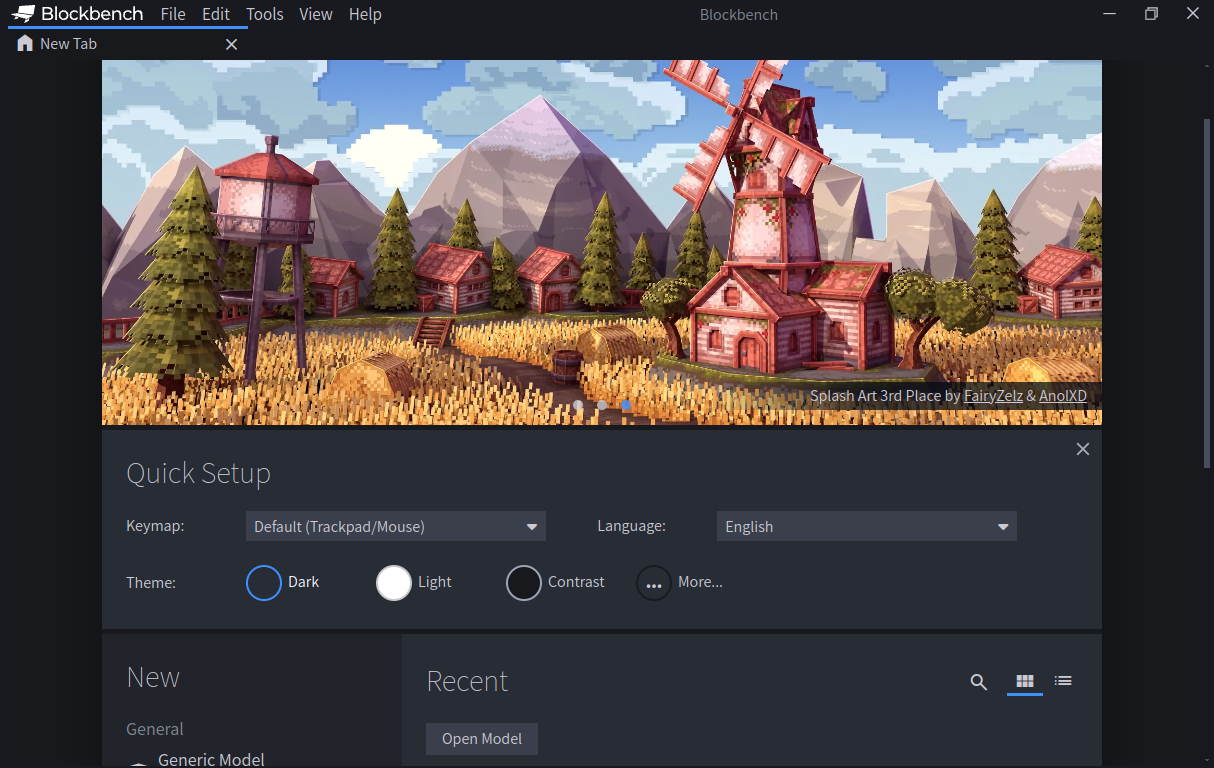 Blockbench File Edit Tools View Help Blockbench
New Tab
Splash Art 3rd Place by FairyZelz & AnolXD
Quick Setup
Keymap: Default (Trackpad/Mouse) Language: English
Theme: Dark Light Contrast More...
New
Recent
General
Open Model
Generic Model